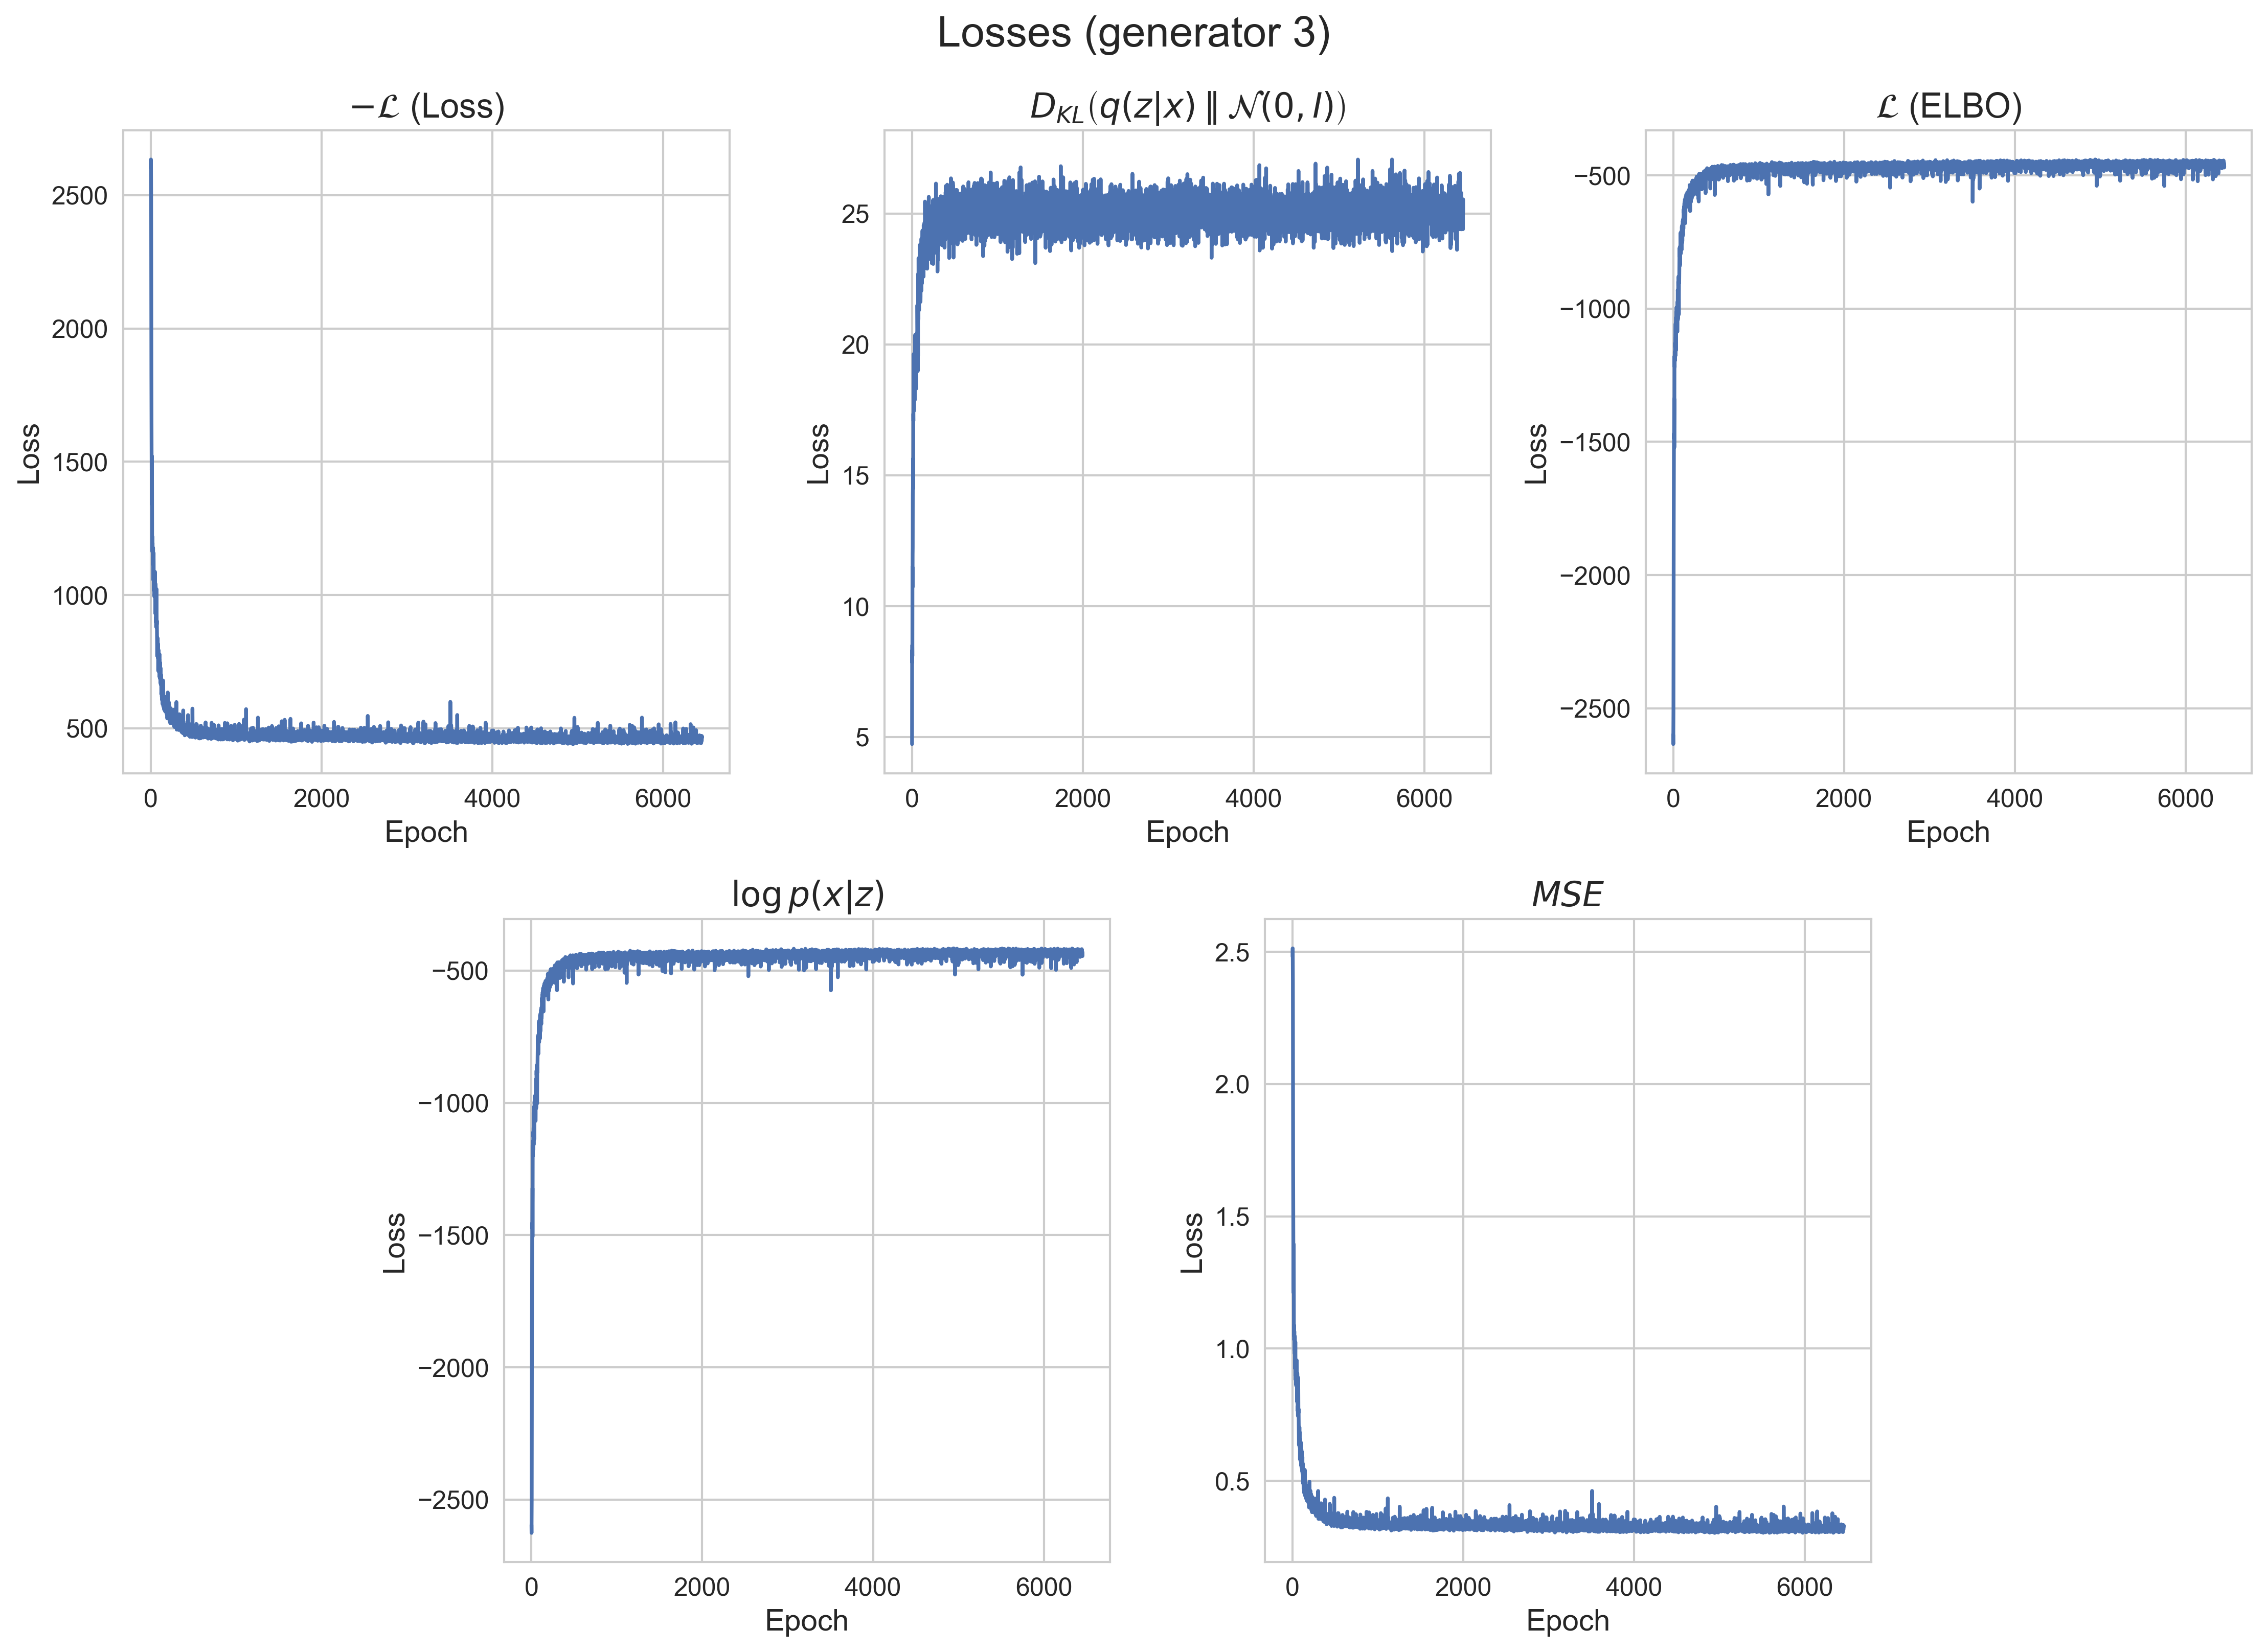 Losses (generator 3)
−ℒ (Loss)
2500
2000
1500
1000
500
0 2000 4000 6000
Loss
Epoch
D_KL(q(z|x) ∥ 𝒩(0, I))
25
20
15
10
5
0 2000 4000 6000
Loss
Epoch
ℒ (ELBO)
−500
−1000
−1500
−2000
−2500
0 2000 4000 6000
Loss
Epoch
log p(x|z)
−500
−1000
−1500
−2000
−2500
0 2000 4000 6000
Loss
Epoch
MSE
2.5
2.0
1.5
1.0
0.5
0 2000 4000 6000
Loss
Epoch